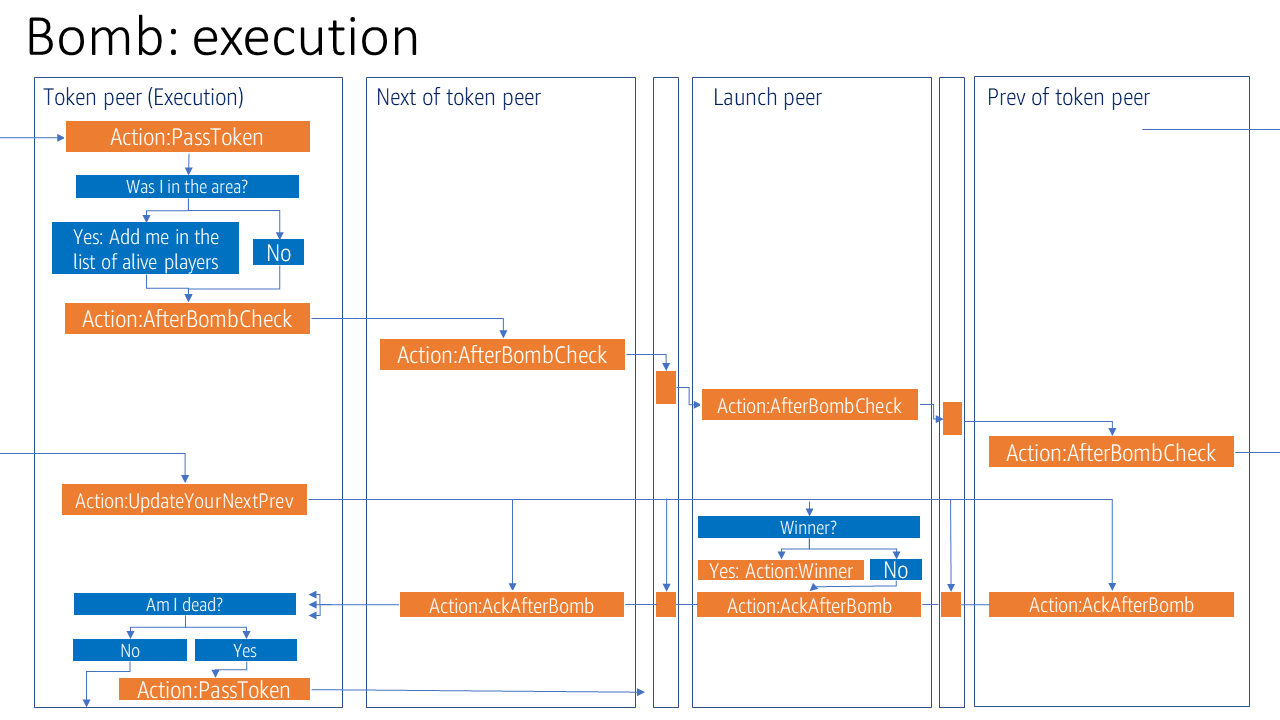 Bomb: execution
Token peer (Execution)
Next of token peer
Launch peer
Prev of token peer
Action:PassToken
Was I in the area?
Yes: Add me in the
list of alive players
No
Action:AfterBombCheck
Action:AfterBombCheck
Action:AfterBombCheck
Action:AfterBombCheck
Action:UpdateYourNextPrev
Winner?
Yes: Action:Winner
No
Am I dead?
Action:AckAfterBomb
Action:AckAfterBomb
Action:AckAfterBomb
No
Yes
Action:PassToken